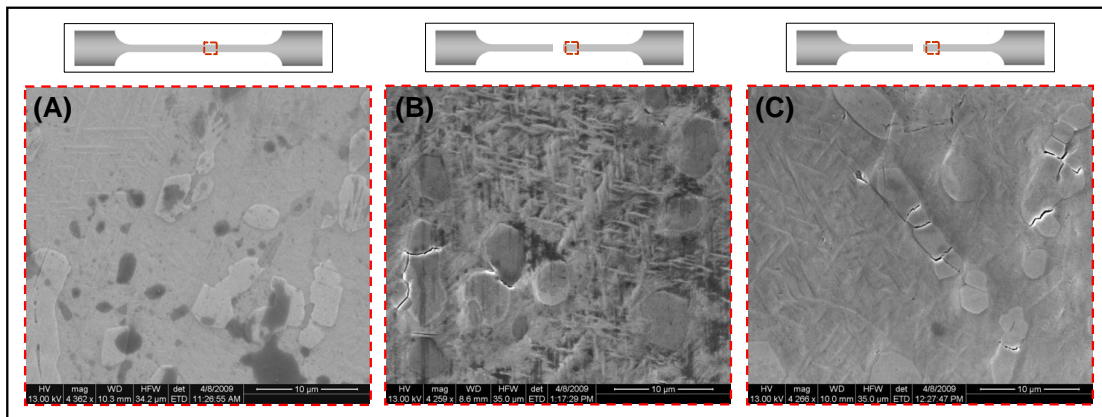 (A)
HV mag WD HFW det 4/8/2009 10 µm
13.00 kV 4 362 x 10.3 mm 34.2 µm ETD 11:26:55 AM
(B)
HV mag WD HFW det 4/8/2009 10 µm
13.00 kV 4 259 x 8.6 mm 35.0 µm ETD 1:17:29 PM
(C)
HV mag WD HFW det 4/8/2009 10 µm
13.00 kV 4 266 x 10.0 mm 35.0 µm ETD 12:27:47 PM